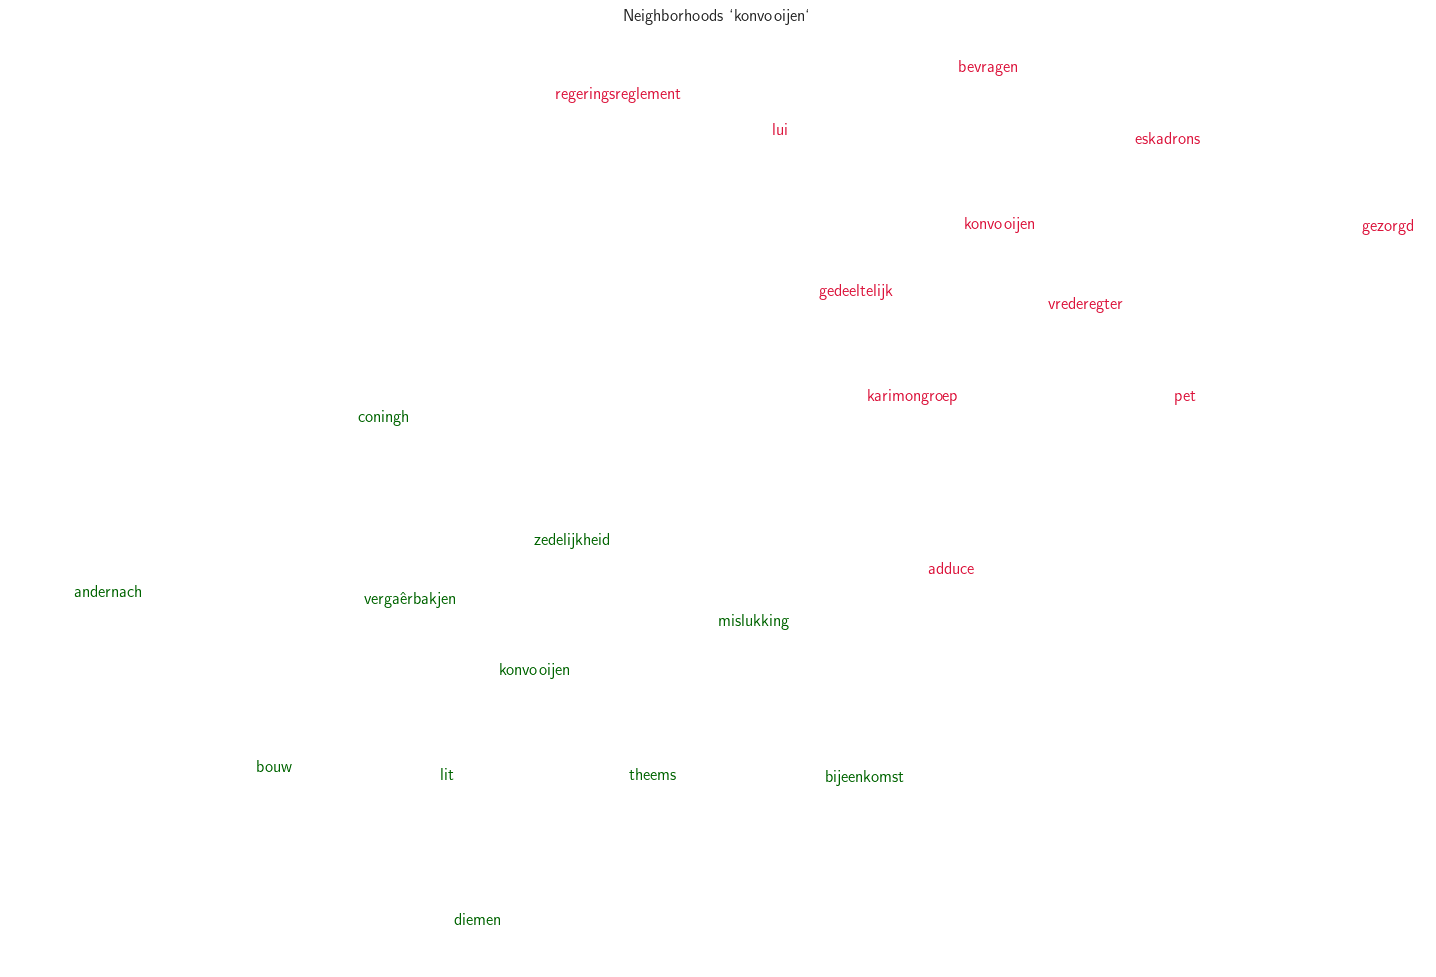 Neighborhoods ‘konvooijen‘
bevragen
regeringsreglement
lui
eskadrons
konvooijen
gezorgd
gedeeltelijk
vrederegter
karimongroep
pet
coningh
zedelijkheid
adduce
andernach
vergaêrbakjen
mislukking
konvooijen
bouw
lit
theems
bijeenkomst
diemen